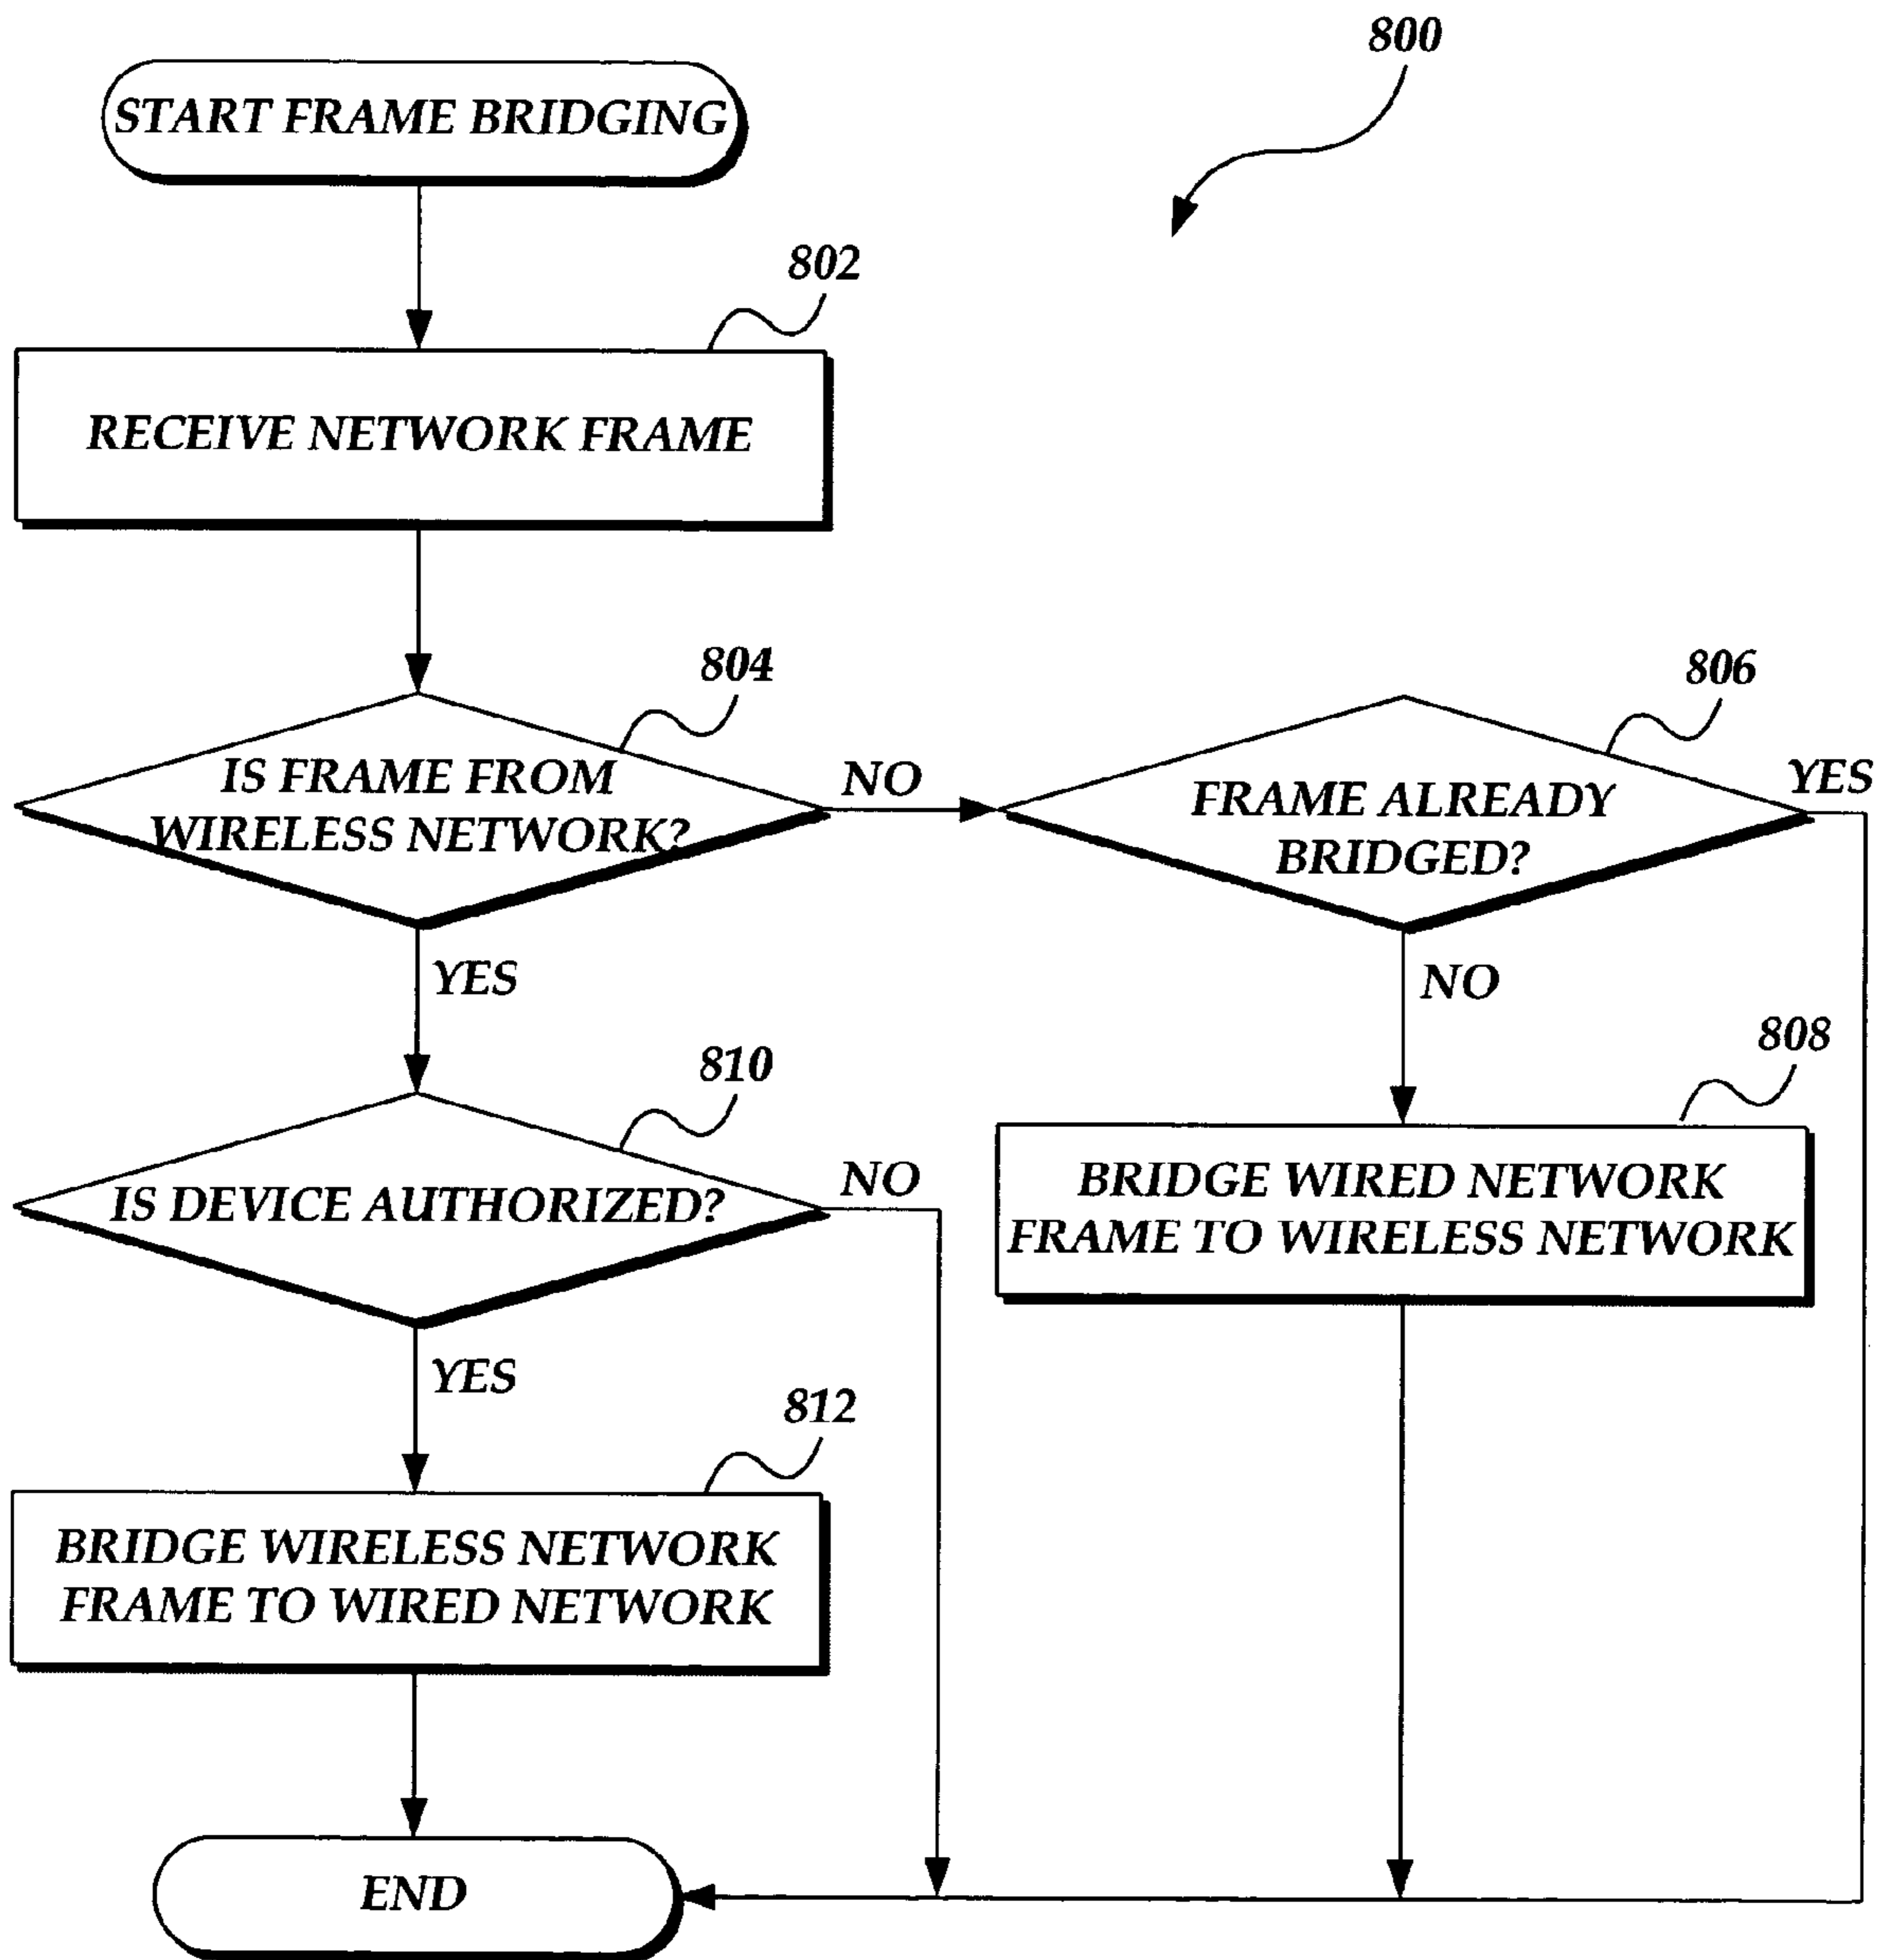 800
START FRAME BRIDGING
802
RECEIVE NETWORK FRAME
804
IS FRAME FROM
WIRELESS NETWORK?
NO
YES
806
FRAME ALREADY
BRIDGED?
YES
NO
808
BRIDGE WIRED NETWORK
FRAME TO WIRELESS NETWORK
810
IS DEVICE AUTHORIZED?
NO
YES
812
BRIDGE WIRELESS NETWORK
FRAME TO WIRED NETWORK
END